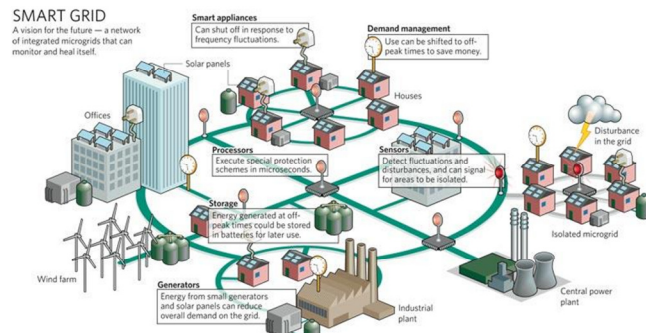 SMART GRID
A vision for the future — a network
of integrated microgrids that can
monitor and heal itself.
Smart appliances
Can shut off in response to
frequency fluctuations.
Demand management
Use can be shifted to off-
peak times to save money.
Solar panels
Houses
Offices
Disturbance
in the grid
Processors
Execute special protection
schemes in microseconds.
Sensors
Detect fluctuations and
disturbances, and can signal
for areas to be isolated.
Storage
Energy generated at off-
peak times could be stored
in batteries for later use.
Isolated microgrid
Wind farm
Generators
Energy from small generators
and solar panels can reduce
overall demand on the grid.
Industrial
plant
Central power
plant